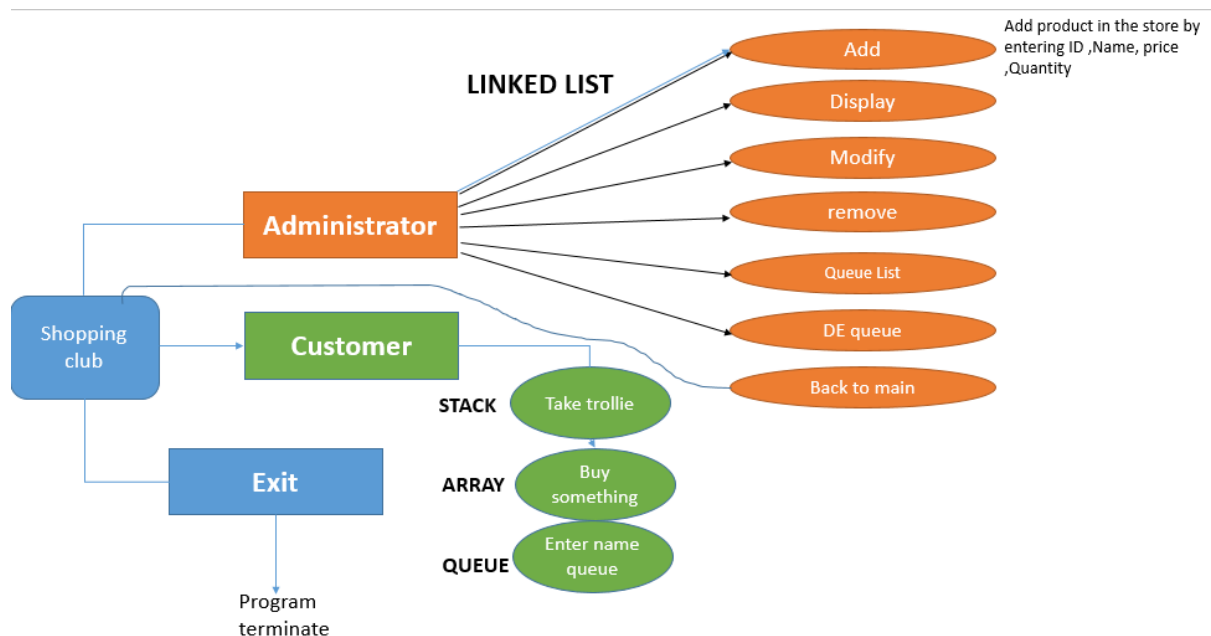 Add
Add product in the store by
entering ID ,Name, price
,Quantity
LINKED LIST
Display
Modify
remove
Administrator
Queue List
DE queue
Back to main
Shopping
club
Customer
STACK
Take trollie
ARRAY
Buy
something
QUEUE
Enter name
queue
Exit
Program
terminate